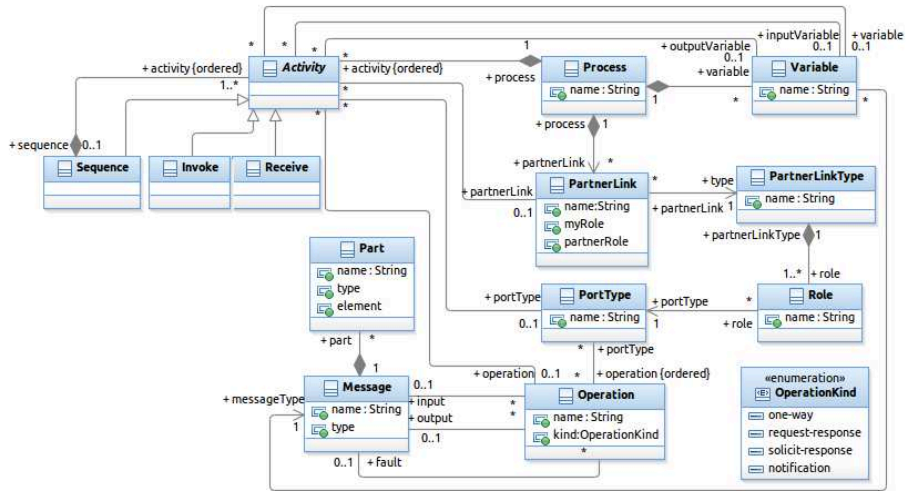 * * * *
1
+ inputVariable + variable
+ outputVariable 0..1 0..1
0..1
+ activity {ordered}
1..*
Activity
*
+ activity {ordered}
+ process
Process
name : String
1
+ variable
*
Variable
name : String
*
*
*
*
+ sequence
0..1
+ process
1
Sequence
Invoke
Receive
+ partnerLink
*
+ partnerLink
0..1
PartnerLink
name:String
myRole
partnerRole
*
+ partnerLink
+ type
1
PartnerLinkType
name : String
+ partnerLinkType
1
1..*
+ role
Part
name : String
type
element
+ portType
0..1
PortType
name : String
+ portType
1
*
+ role
Role
name : String
+ part
*
1
*
+ portType
+ operation
0..1
*
+ operation {ordered}
+ messageType
1
Message
name : String
type
0..1
+ input
+ output
0..1
*
*
Operation
name : String
kind:OperationKind
*
0..1
+ fault
«enumeration»
OperationKind
one-way
request-response
solicit-response
notification